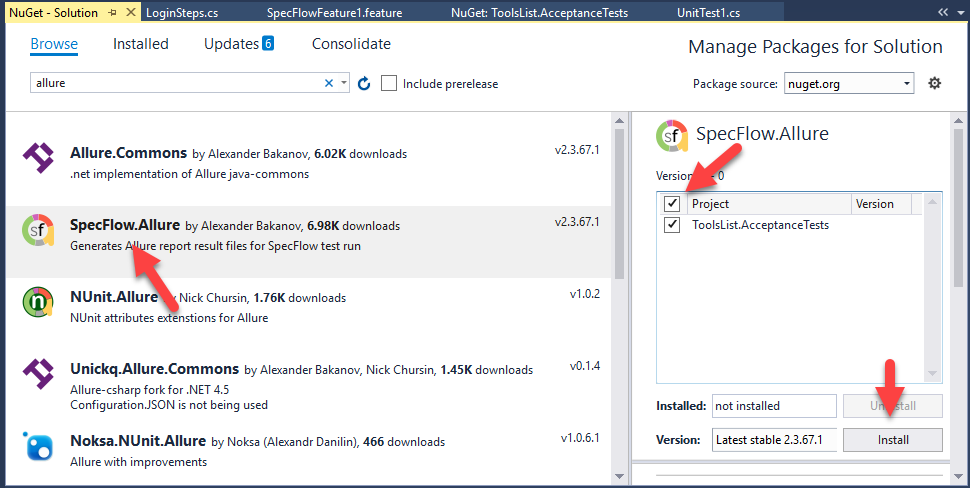 NuGet - Solution
LoginSteps.cs
SpecFlowFeature1.feature
NuGet: ToolsList.AcceptanceTests
UnitTest1.cs
Browse
Installed
Updates 6
Consolidate
Manage Packages for Solution
allure
Include prerelease
Package source: nuget.org
Allure.Commons by Alexander Bakanov, 6.02K downloads
v2.3.67.1
.net implementation of Allure java-commons
sf SpecFlow.Allure by Alexander Bakanov, 6.98K downloads
v2.3.67.1
Generates Allure report result files for SpecFlow test run
n NUnit.Allure by Nick Chursin, 1.76K downloads
v1.0.2
NUnit attributes extenstions for Allure
Unickq.Allure.Commons by Alexander Bakanov, Nick Chursin, 1.45K downloads
v0.1.4
Allure-csharp fork for .NET 4.5
Configuration.JSON is not being used
Noksa.NUnit.Allure by Noksa (Alexandr Danilin), 466 downloads
v1.0.6.1
Allure with improvements
sf SpecFlow.Allure
0
Project
Version
ToolsList.AcceptanceTests
Installed: not installed
Version: Latest stable 2.3.67.1
Install